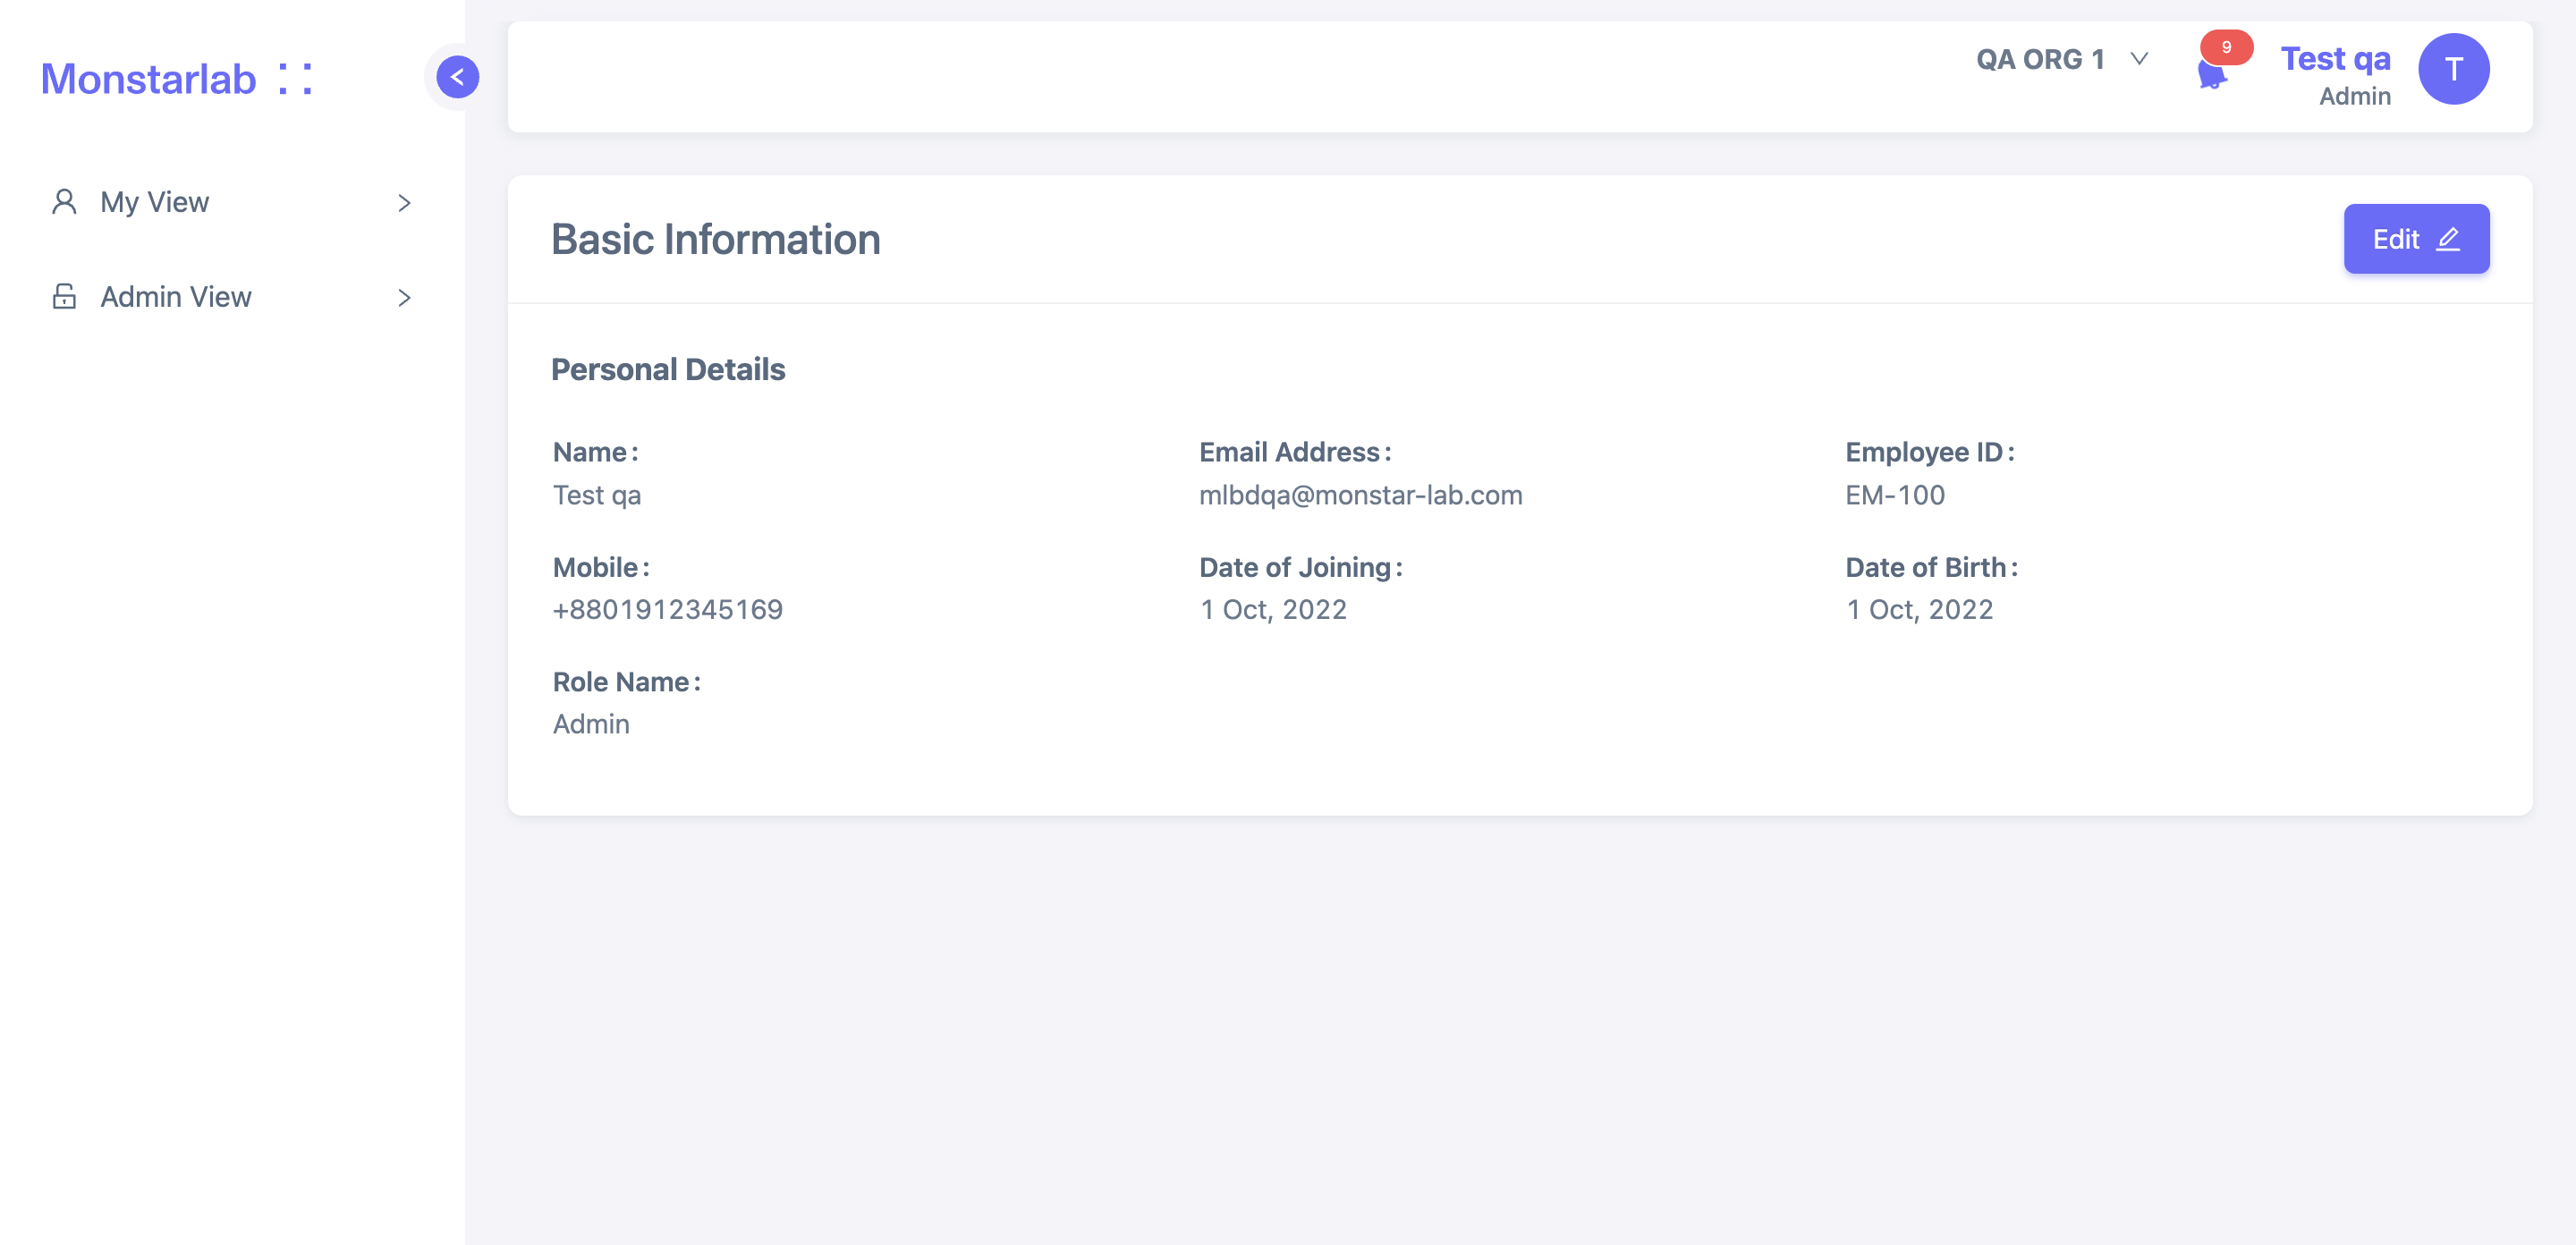 Monstarlab
QA ORG 1
9
Test qa
Admin
T
My View
Admin View
Basic Information
Edit
Personal Details
Name :
Test qa
Email Address :
mlbdqa@monstar-lab.com
Employee ID :
EM-100
Mobile :
+8801912345169
Date of Joining :
1 Oct, 2022
Date of Birth :
1 Oct, 2022
Role Name :
Admin